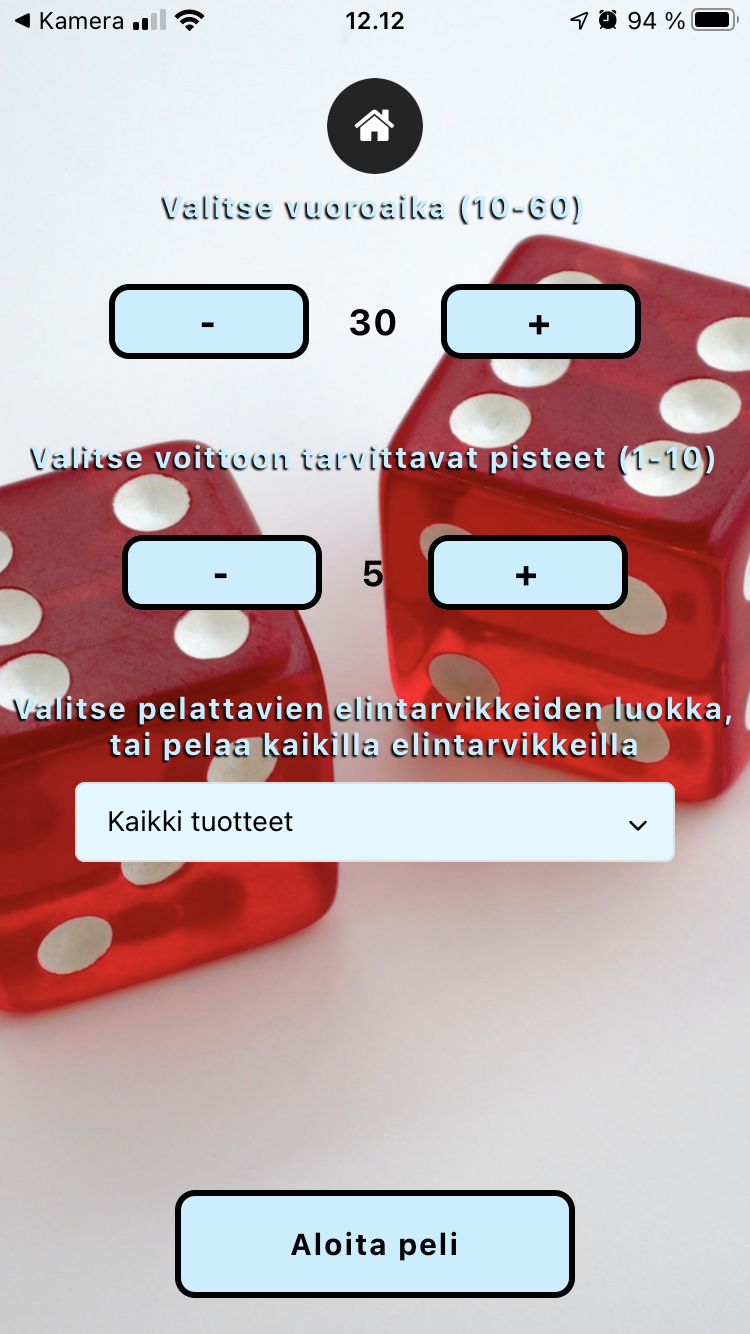 Kamera 12.12 94 %
Valitse vuoroaika (10-60)
- 30 +
Valitse voittoon tarvittavat pisteet (1-10)
- 5 +
Valitse pelattavien elintarvikkeiden luokka,
tai pelaa kaikilla elintarvikkeilla
Kaikki tuotteet
Aloita peli